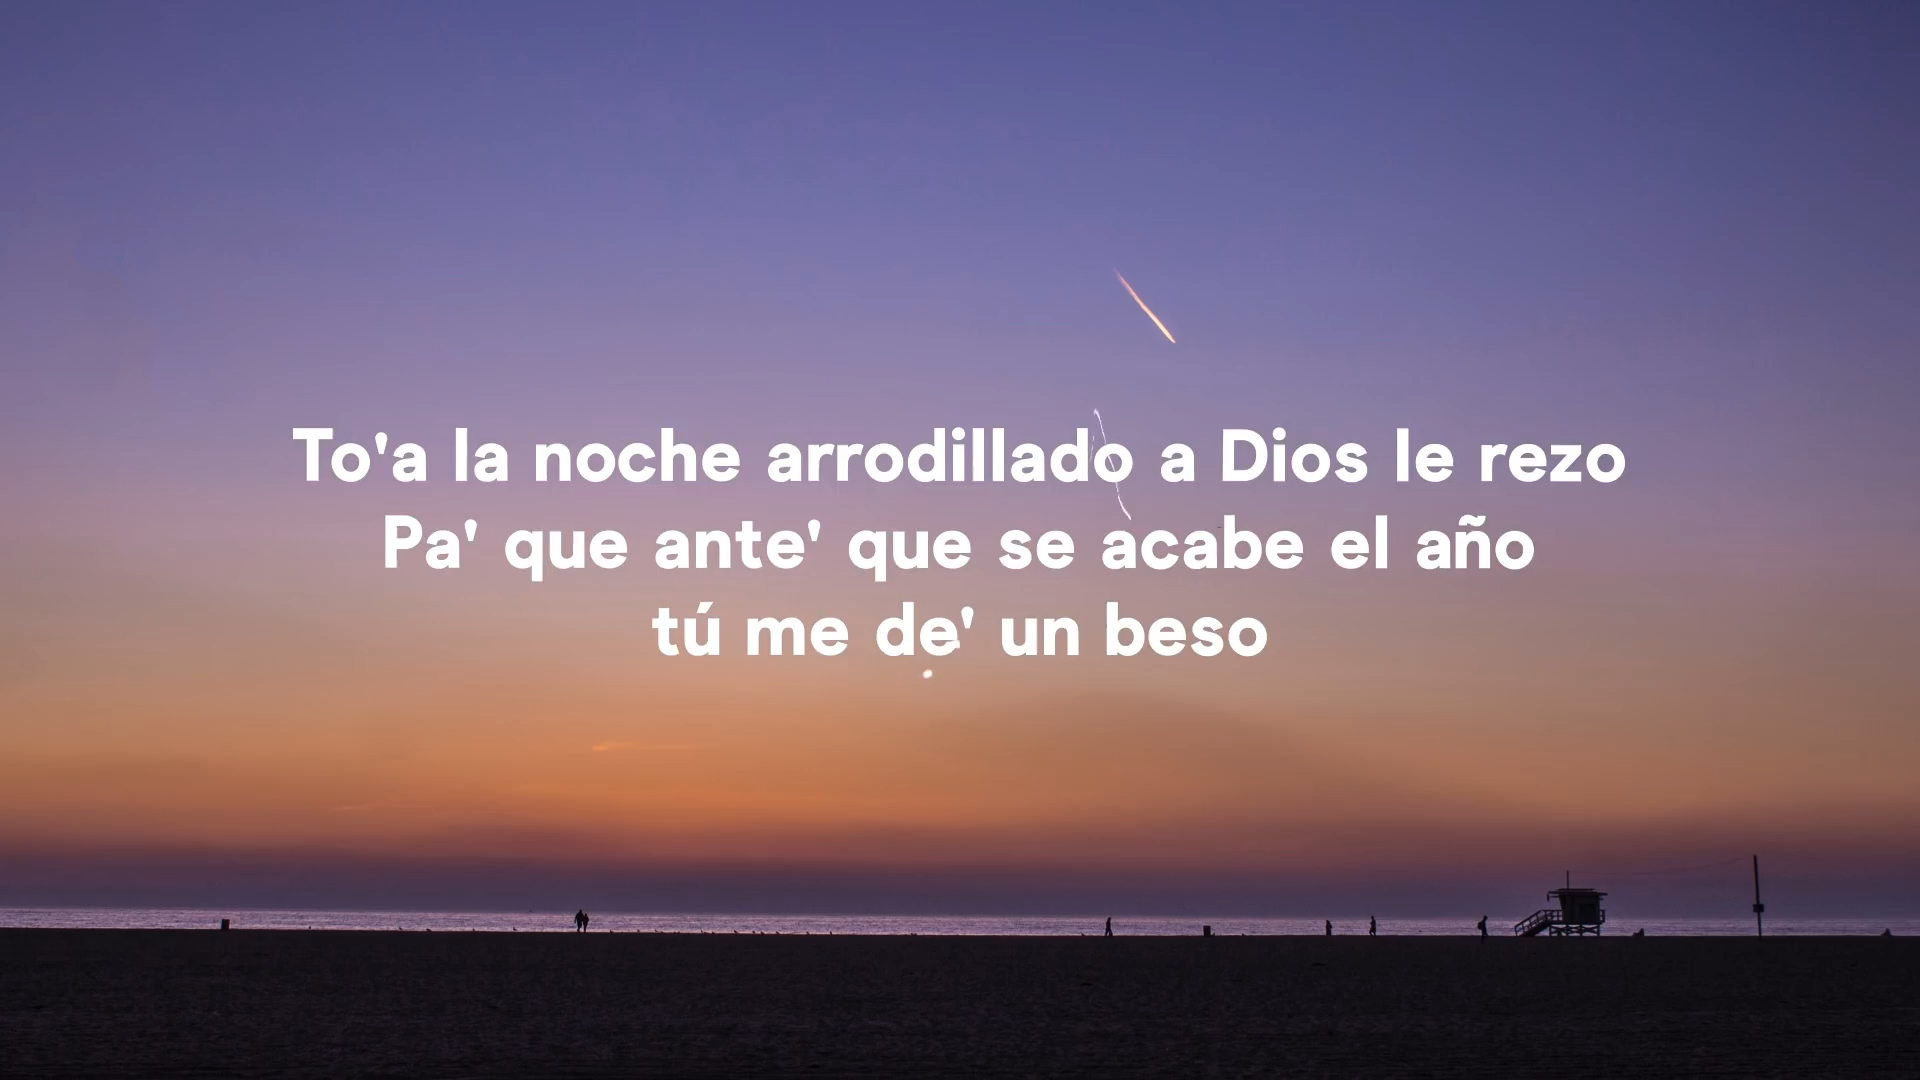 To'a la noche arrodillado a Dios le rezo
Pa' que ante' que se acabe el año
tú me de' un beso